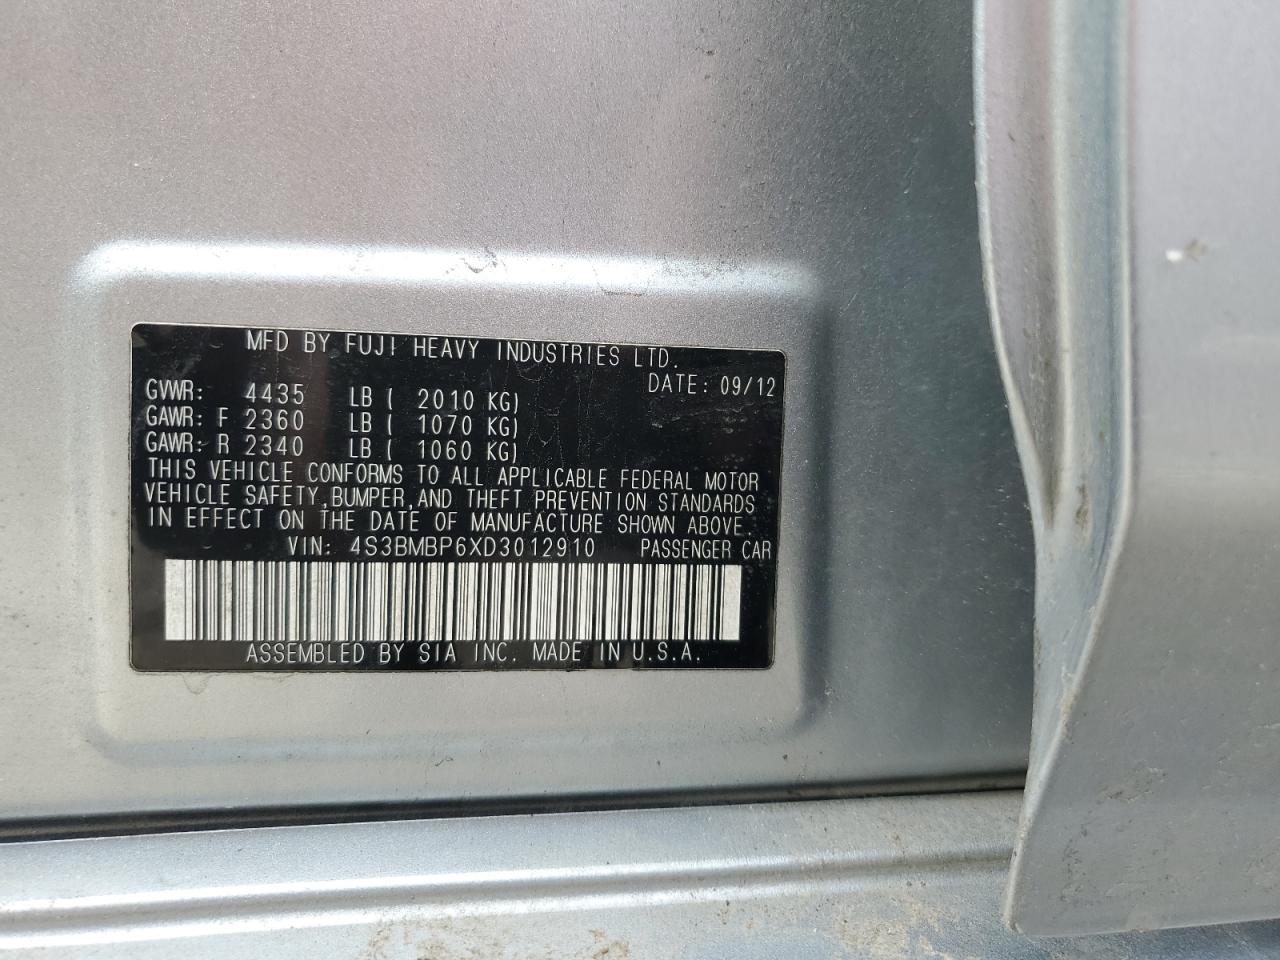 MFD BY FUJI HEAVY INDUSTRIES LTD.
DATE: 09/12
GVWR: 4435 LB ( 2010 KG)
GAWR: F 2360 LB ( 1070 KG)
GAWR: R 2340 LB ( 1060 KG)
THIS VEHICLE CONFORMS TO ALL APPLICABLE FEDERAL MOTOR
VEHICLE SAFETY,BUMPER,AND THEFT PREVENTION STANDARDS
IN EFFECT ON THE DATE OF MANUFACTURE SHOWN ABOVE.
VIN: 4S3BMBP6XD3012910 PASSENGER CAR
ASSEMBLED BY SIA INC. MADE IN U.S.A.